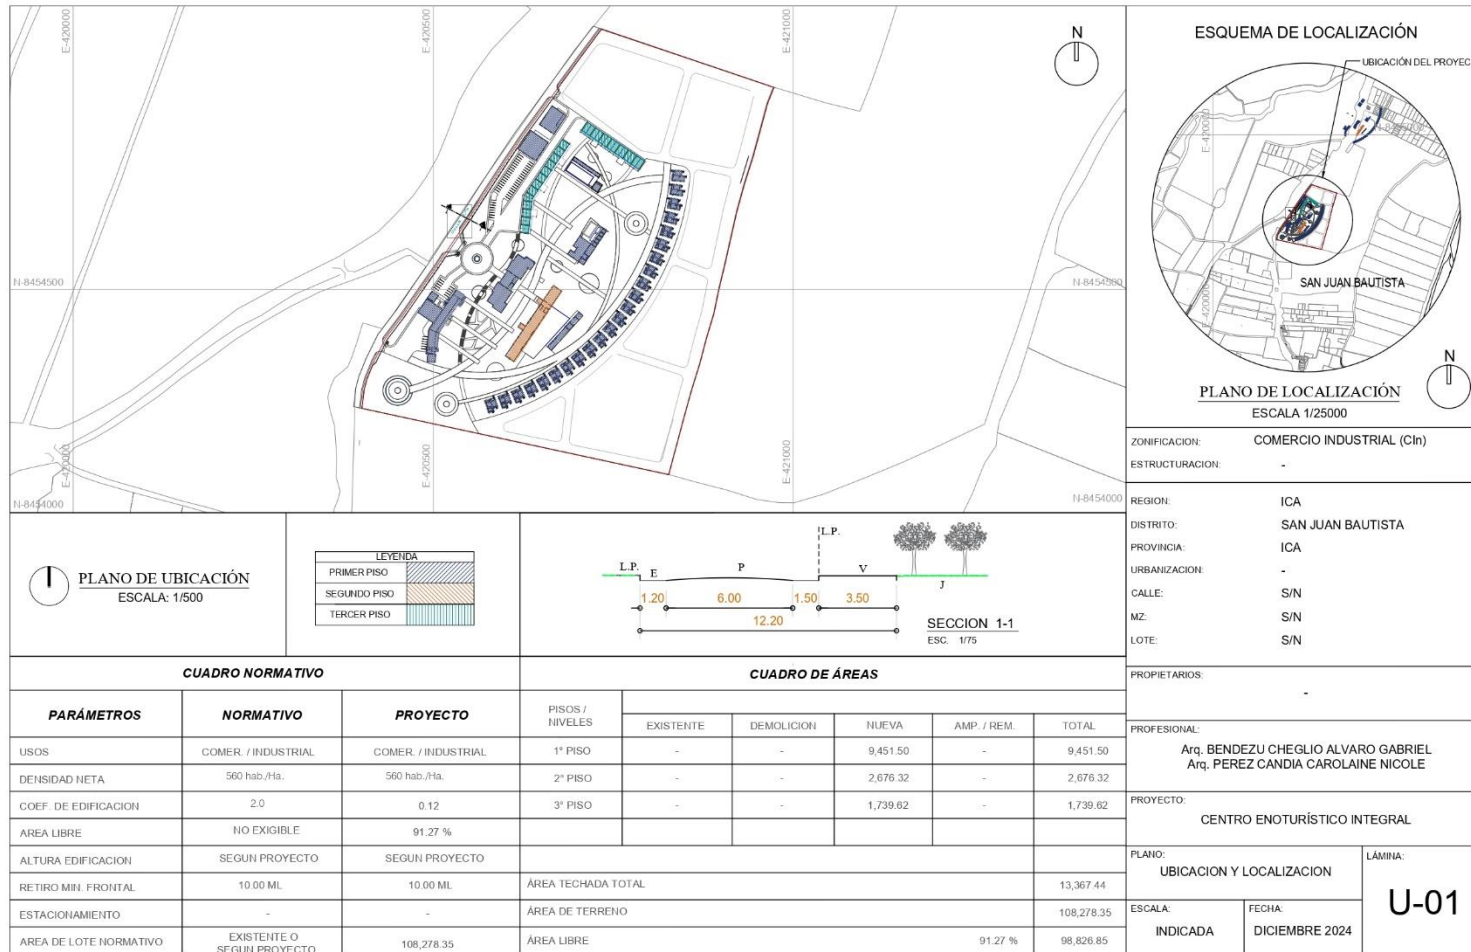 E-420000
E-420500
E-421000
N
N-8454500
N-8454500
E-420000
E-420500
E-421000
N-8454000
N-8454000
ESQUEMA DE LOCALIZACIÓN
UBICACIÓN DEL PROYEC
E-420000
N-8455000
SAN JUAN BAUTISTA
E-420000
N
PLANO DE LOCALIZACIÓN
ESCALA 1/25000
ZONIFICACION: COMERCIO INDUSTRIAL (CIn)
ESTRUCTURACION: -
REGION: ICA
DISTRITO: SAN JUAN BAUTISTA
PROVINCIA: ICA
URBANIZACION: -
CALLE: S/N
MZ: S/N
LOTE: S/N
PROPIETARIOS:
-
PROFESIONAL:
Arq. BENDEZU CHEGLIO ALVARO GABRIEL
Arq. PEREZ CANDIA CAROLAINE NICOLE
PROYECTO:
CENTRO ENOTURÍSTICO INTEGRAL
PLANO:
UBICACION Y LOCALIZACION
LÁMINA:
U-01
ESCALA:
INDICADA
FECHA:
DICIEMBRE 2024
PLANO DE UBICACIÓN
ESCALA: 1/500
LEYENDA
PRIMER PISO
SEGUNDO PISO
TERCER PISO
L.P.
L.P. E P V
J
1.20 6.00 1.50 3.50
12.20
SECCION 1-1
ESC. 1/75
CUADRO NORMATIVO
PARÁMETROS NORMATIVO PROYECTO
USOS COMER. / INDUSTRIAL COMER. / INDUSTRIAL
DENSIDAD NETA 560 hab./Ha. 560 hab./Ha.
COEF. DE EDIFICACION 2.0 0.12
AREA LIBRE NO EXIGIBLE 91.27 %
ALTURA EDIFICACION SEGUN PROYECTO SEGUN PROYECTO
RETIRO MIN. FRONTAL 10.00 ML 10.00 ML
ESTACIONAMIENTO - -
AREA DE LOTE NORMATIVO EXISTENTE O SEGUN PROYECTO 108,278.35
CUADRO DE ÁREAS
PISOS / NIVELES EXISTENTE DEMOLICION NUEVA AMP. / REM. TOTAL
1° PISO - - 9,451.50 - 9,451.50
2° PISO - - 2,676.32 - 2,676.32
3° PISO - - 1,739.62 - 1,739.62
ÁREA TECHADA TOTAL 13,367.44
ÁREA DE TERRENO 108,278.35
ÁREA LIBRE 91.27 % 98,826.85